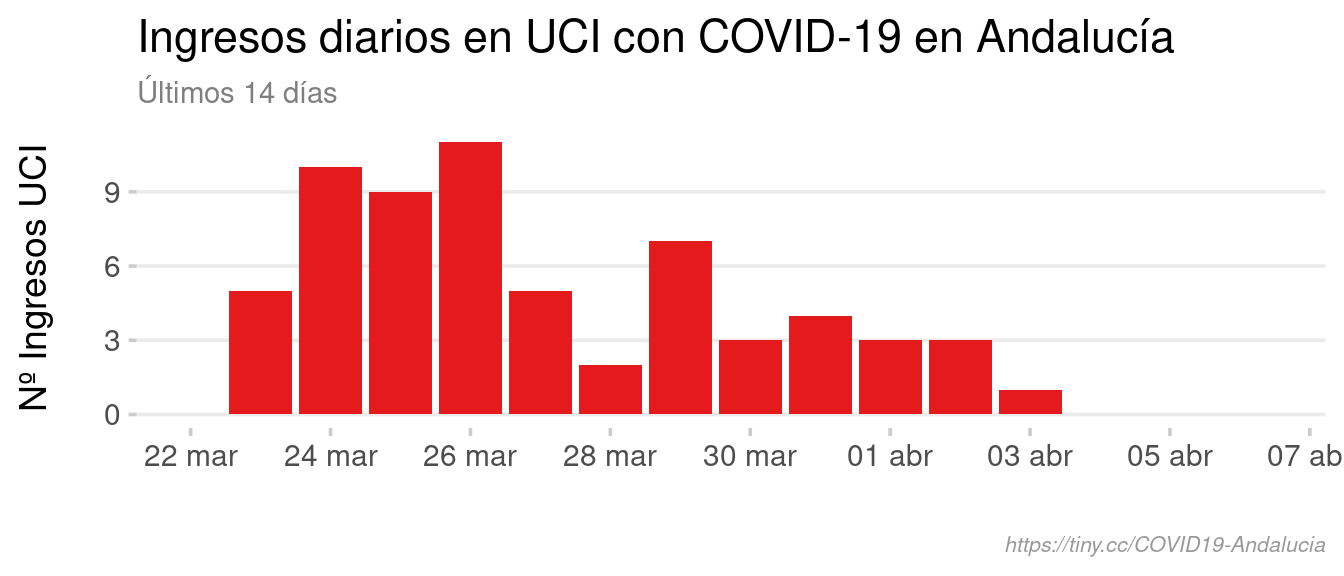 Ingresos diarios en UCI con COVID-19 en Andalucía
Últimos 14 días
Nº Ingresos UCI
9
6
3
0
22 mar 24 mar 26 mar 28 mar 30 mar 01 abr 03 abr 05 abr 07 ab
https://tiny.cc/COVID19-Andalucia